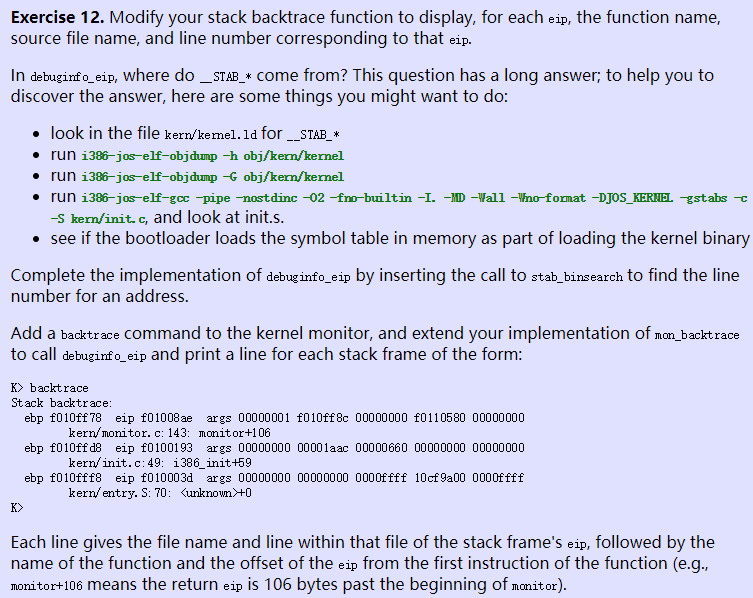 Exercise 12. Modify your stack backtrace function to display, for each eip, the function name,
source file name, and line number corresponding to that eip.
In debuginfo_eip, where do __STAB_* come from? This question has a long answer; to help you to
discover the answer, here are some things you might want to do:
• look in the file kern/kernel.ld for __STAB_*
• run i386-jos-elf-objdump -h obj/kern/kernel
• run i386-jos-elf-objdump -G obj/kern/kernel
• run i386-jos-elf-gcc -pipe -nostdinc -O2 -fno-builtin -I. -MD -Wall -Wno-format -DJOS_KERNEL -gstabs -c
-S kern/init.c, and look at init.s.
• see if the bootloader loads the symbol table in memory as part of loading the kernel binary
Complete the implementation of debuginfo_eip by inserting the call to stab_binsearch to find the line
number for an address.
Add a backtrace command to the kernel monitor, and extend your implementation of mon_backtrace
to call debuginfo_eip and print a line for each stack frame of the form:
K> backtrace
Stack backtrace:
  ebp f010ff78  eip f01008ae  args 00000001 f010ff8c 00000000 f0110580 00000000
         kern/monitor.c:143: monitor+106
  ebp f010ffd8  eip f0100193  args 00000000 00001aac 00000660 00000000 00000000
         kern/init.c:49: i386_init+59
  ebp f010fff8  eip f010003d  args 00000000 00000000 0000ffff 10cf9a00 0000ffff
         kern/entry.S:70: <unknown>+0
K>
Each line gives the file name and line within that file of the stack frame's eip, followed by the
name of the function and the offset of the eip from the first instruction of the function (e.g.,
monitor+106 means the return eip is 106 bytes past the beginning of monitor).